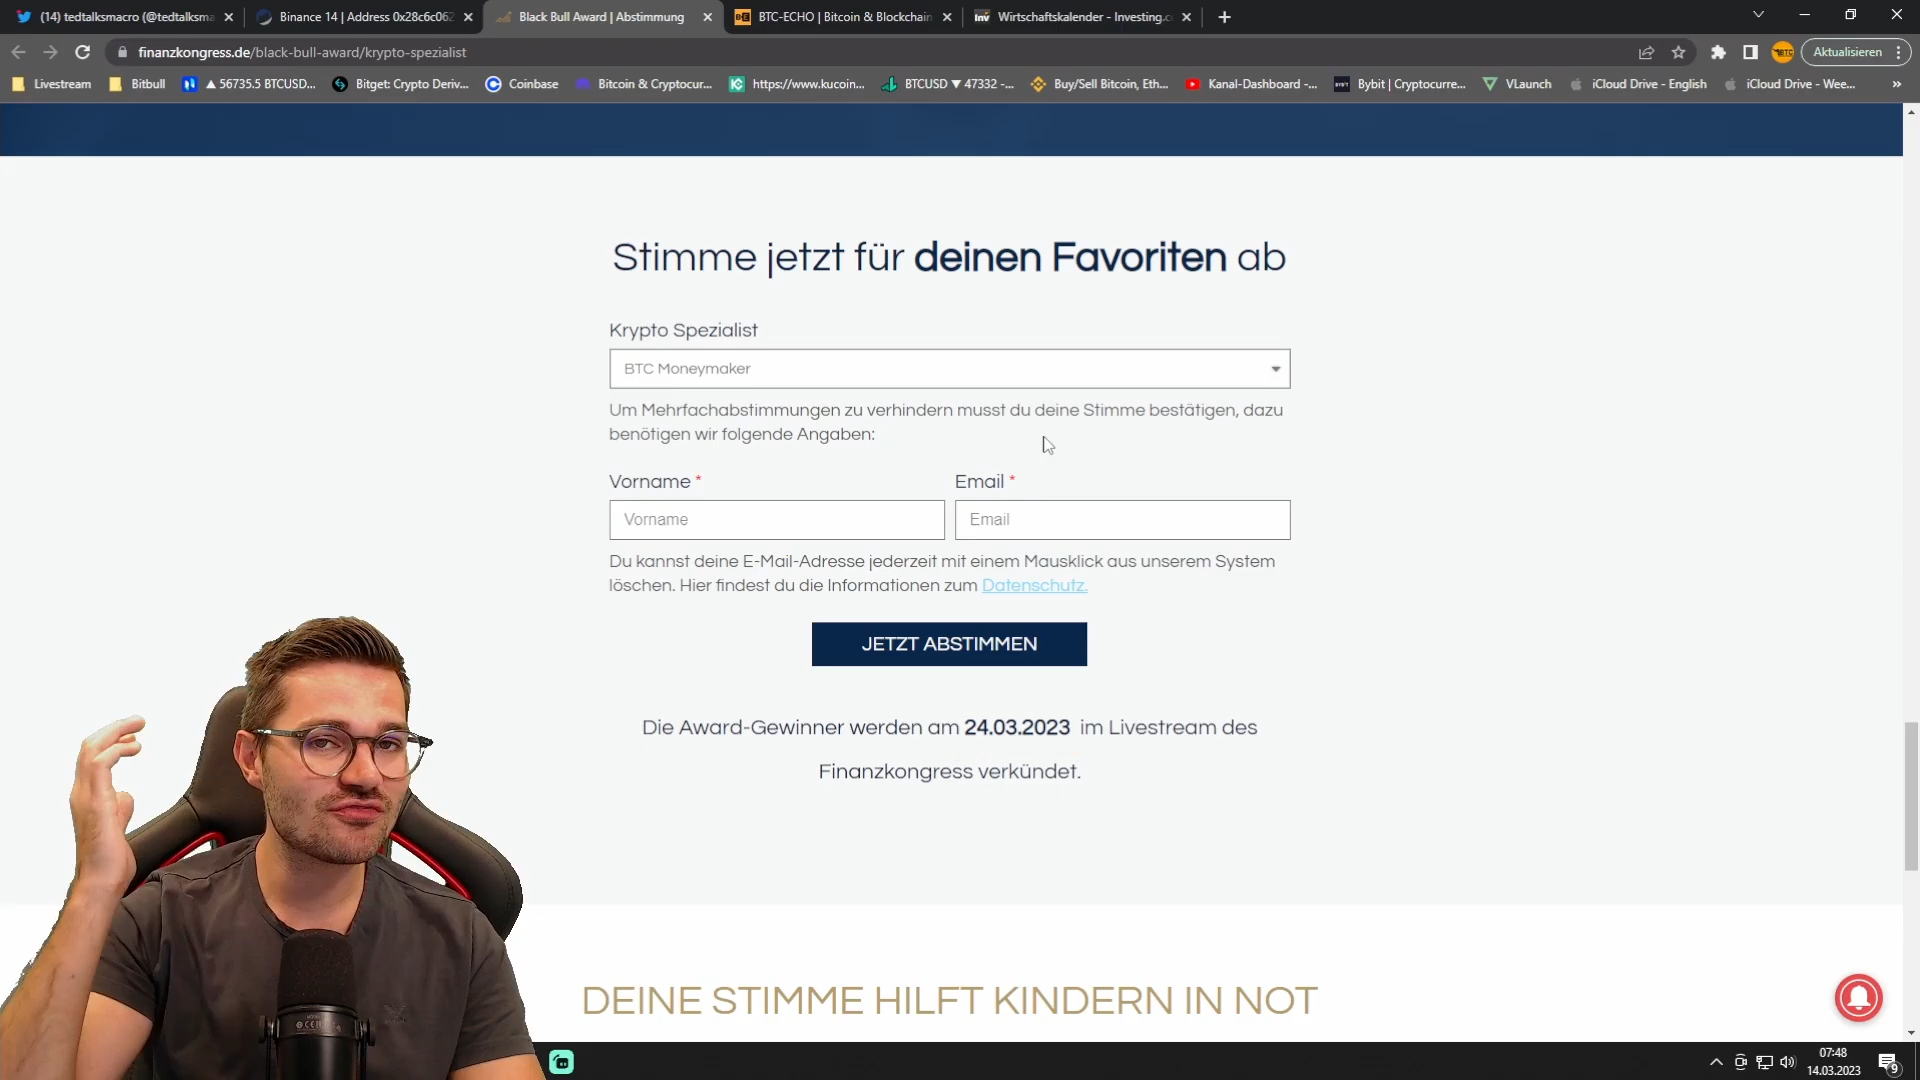 (14) tedtalksmacro (@tedtalksma
Binance 14 | Address 0x28c6c062
Black Bull Award | Abstimmung
BTC-ECHO | Bitcoin & Blockchain
Wirtschaftskalender - Investing.c
finanzkongress.de/black-bull-award/krypto-spezialist
Aktualisieren
Livestream
Bitbull
▲ 56735.5 BTCUSD...
Bitget: Crypto Deriv...
Coinbase
Bitcoin & Cryptocur...
https://www.kucoin...
BTCUSD ▼ 47332 -...
Buy/Sell Bitcoin, Eth...
Kanal-Dashboard -...
Bybit | Cryptocurre...
VLaunch
iCloud Drive - English
iCloud Drive - Wee...
»
Stimme jetzt für deinen Favoriten ab
Krypto Spezialist
BTC Moneymaker
Um Mehrfachabstimmungen zu verhindern musst du deine Stimme bestätigen, dazu
benötigen wir folgende Angaben:
Vorname *
Email *
Vorname
Email
Du kannst deine E-Mail-Adresse jederzeit mit einem Mausklick aus unserem System
löschen. Hier findest du die Informationen zum Datenschutz.
JETZT ABSTIMMEN
Die Award-Gewinner werden am 24.03.2023 im Livestream des
Finanzkongress verkündet.
DEINE STIMME HILFT KINDERN IN NOT
07:48
14.03.2023
9